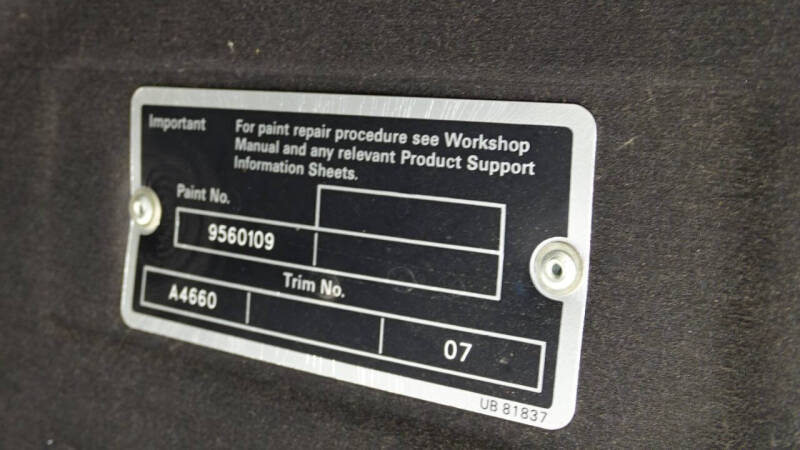 Important
For paint repair procedure see Workshop
Manual and any relevant Product Support
Information Sheets.
Paint No.
9560109
Trim No.
A4660
07
UB 81837